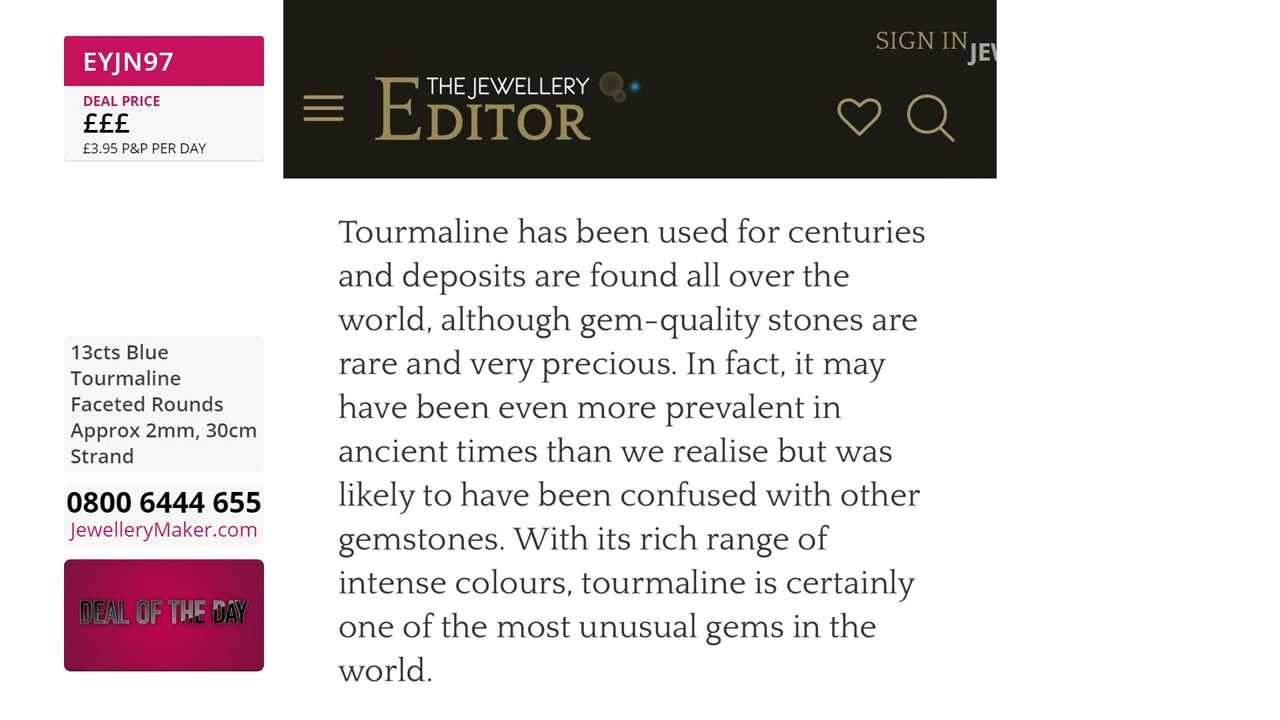 EYJN97
DEAL PRICE
£££
£3.95 P&P PER DAY
13cts Blue
Tourmaline
Faceted Rounds
Approx 2mm, 30cm
Strand
0800 6444 655
JewelleryMaker.com
DEAL OF THE DAY
SIGN IN
JEW
THE JEWELLERY
EDITOR
Tourmaline has been used for centuries
and deposits are found all over the
world, although gem-quality stones are
rare and very precious. In fact, it may
have been even more prevalent in
ancient times than we realise but was
likely to have been confused with other
gemstones. With its rich range of
intense colours, tourmaline is certainly
one of the most unusual gems in the
world.